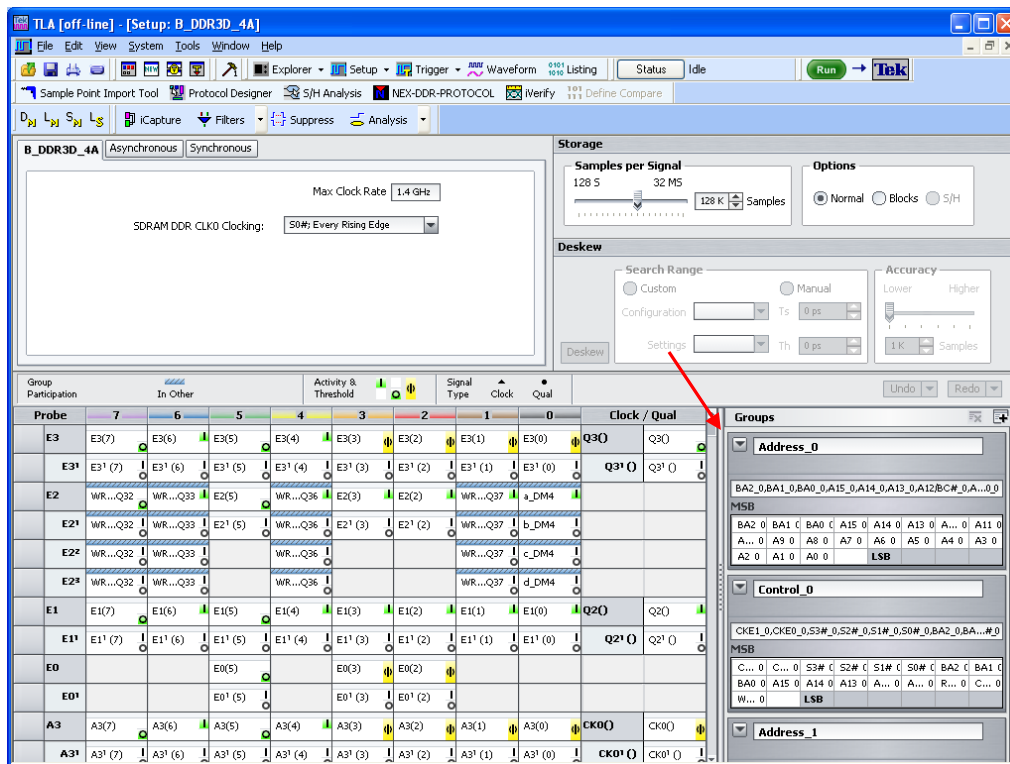 TLA [off-line] - [Setup: B_DDR3D_4A]
File Edit View System Tools Window Help
Explorer Setup Trigger Waveform Listing Status Idle Run Tek
Sample Point Import Tool Protocol Designer S/H Analysis NEX-DDR-PROTOCOL iVerify Define Compare
iCapture Filters Suppress Analysis
B_DDR3D_4A Asynchronous Synchronous
Max Clock Rate 1.4 GHz
SDRAM DDR CLK0 Clocking: S0#; Every Rising Edge
Storage
Samples per Signal
128 S 32 MS
128 K Samples
Options
Normal Blocks S/H
Deskew
Search Range
Custom Manual
Configuration Ts 0 ps
Settings Th 0 ps
Deskew
Accuracy
Lower Higher
1 K Samples
Group Participation In Other Activity & Threshold Signal Type Clock Qual
Undo Redo
Probe 7 6 5 4 3 2 1 0 Clock / Qual
E3 E3(7) E3(6) E3(5) E3(4) E3(3) E3(2) E3(1) E3(0) Q3() Q3()
E3¹ E3¹ (7) E3¹ (6) E3¹ (5) E3¹ (4) E3¹ (3) E3¹ (2) E3¹ (1) E3¹ (0) Q3¹ () Q3¹ ()
E2 WR...Q32 WR...Q33 E2(5) WR...Q36 E2(3) E2(2) WR...Q37 a_DM4
E2¹ WR...Q32 WR...Q33 E2¹ (5) WR...Q36 E2¹ (3) E2¹ (2) WR...Q37 b_DM4
E2² WR...Q32 WR...Q33 WR...Q36 WR...Q37 c_DM4
E2³ WR...Q32 WR...Q33 WR...Q36 WR...Q37 d_DM4
E1 E1(7) E1(6) E1(5) E1(4) E1(3) E1(2) E1(1) E1(0) Q2() Q2()
E1¹ E1¹ (7) E1¹ (6) E1¹ (5) E1¹ (4) E1¹ (3) E1¹ (2) E1¹ (1) E1¹ (0) Q2¹ () Q2¹ ()
E0 E0(5) E0(3) E0(2)
E0¹ E0¹ (5) E0¹ (3) E0¹ (2)
A3 A3(7) A3(6) A3(5) A3(4) A3(3) A3(2) A3(1) A3(0) CK0() CK0()
A3¹ A3¹ (7) A3¹ (6) A3¹ (5) A3¹ (4) A3¹ (3) A3¹ (2) A3¹ (1) A3¹ (0) CK0¹ () CK0¹ ()
Groups
Address_0
BA2_0,BA1_0,BA0_0,A15_0,A14_0,A13_0,A12/BC#_0,A...0_0
MSB
BA2 0 BA1 ( BA0 ( A15 0 A14 0 A13 0 A... 0 A11 0
A... 0 A9 0 A8 0 A7 0 A6 0 A5 0 A4 0 A3 0
A2 0 A1 0 A0 0 LSB
Control_0
CKE1_0,CKE0_0,S3#_0,S2#_0,S1#_0,S0#_0,BA2_0,BA...#_0
MSB
C... 0 C... 0 S3# ( S2# ( S1# ( S0# ( BA2 ( BA1 (
BA0 0 A15 0 A14 0 A13 0 A... 0 A... 0 R... 0 C... 0
W... 0 LSB
Address_1